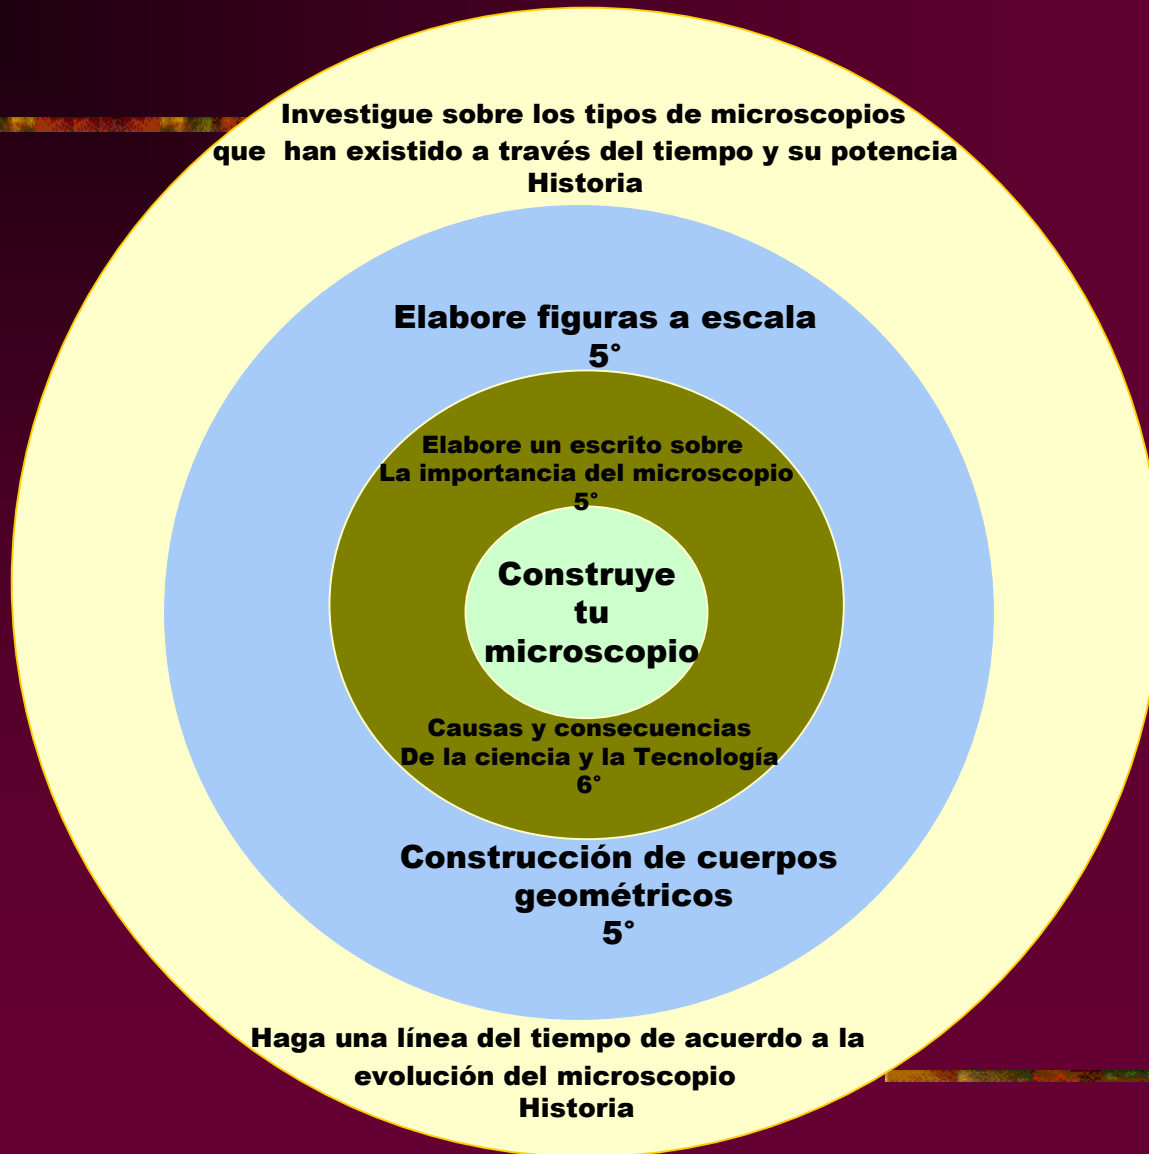 Investigue sobre los tipos de microscopios
que han existido a través del tiempo y su potencia
Historia
Elabore figuras a escala
5°
Elabore un escrito sobre
La importancia del microscopio
5°
Construye
tu
microscopio
Causas y consecuencias
De la ciencia y la Tecnología
6°
Construcción de cuerpos
geométricos
5°
Haga una línea del tiempo de acuerdo a la
evolución del microscopio
Historia